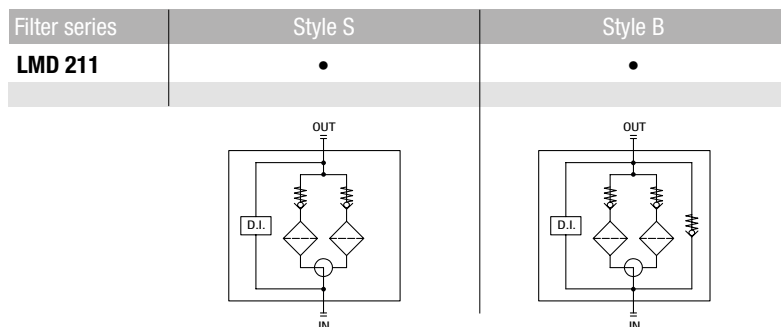 Filter series Style S Style B
LMD 211 • •
OUT OUT
D.I. D.I.
IN IN